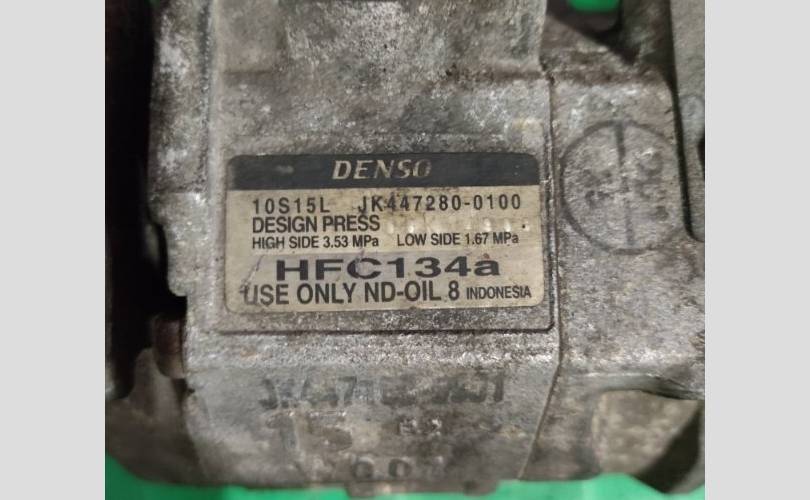 DENSO
10S15L JK447280-0100
DESIGN PRESS
HIGH SIDE 3.53 MPa LOW SIDE 1.67 MPa
HFC134a
USE ONLY ND-OIL 8 INDONESIA